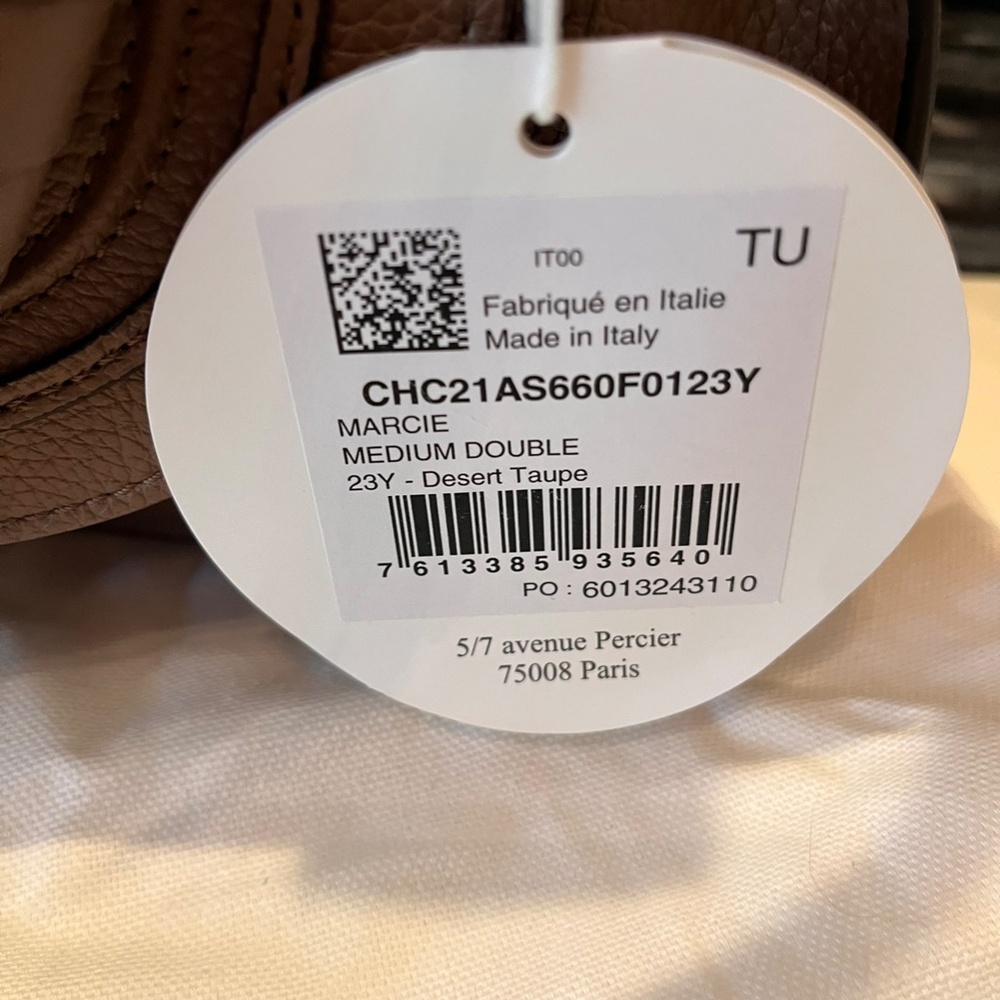 IT00
TU
Fabriqué en Italie
Made in Italy
CHC21AS660F0123Y
MARCIE
MEDIUM DOUBLE
23Y - Desert Taupe
7 613385 935640
PO : 6013243110
5/7 avenue Percier
75008 Paris